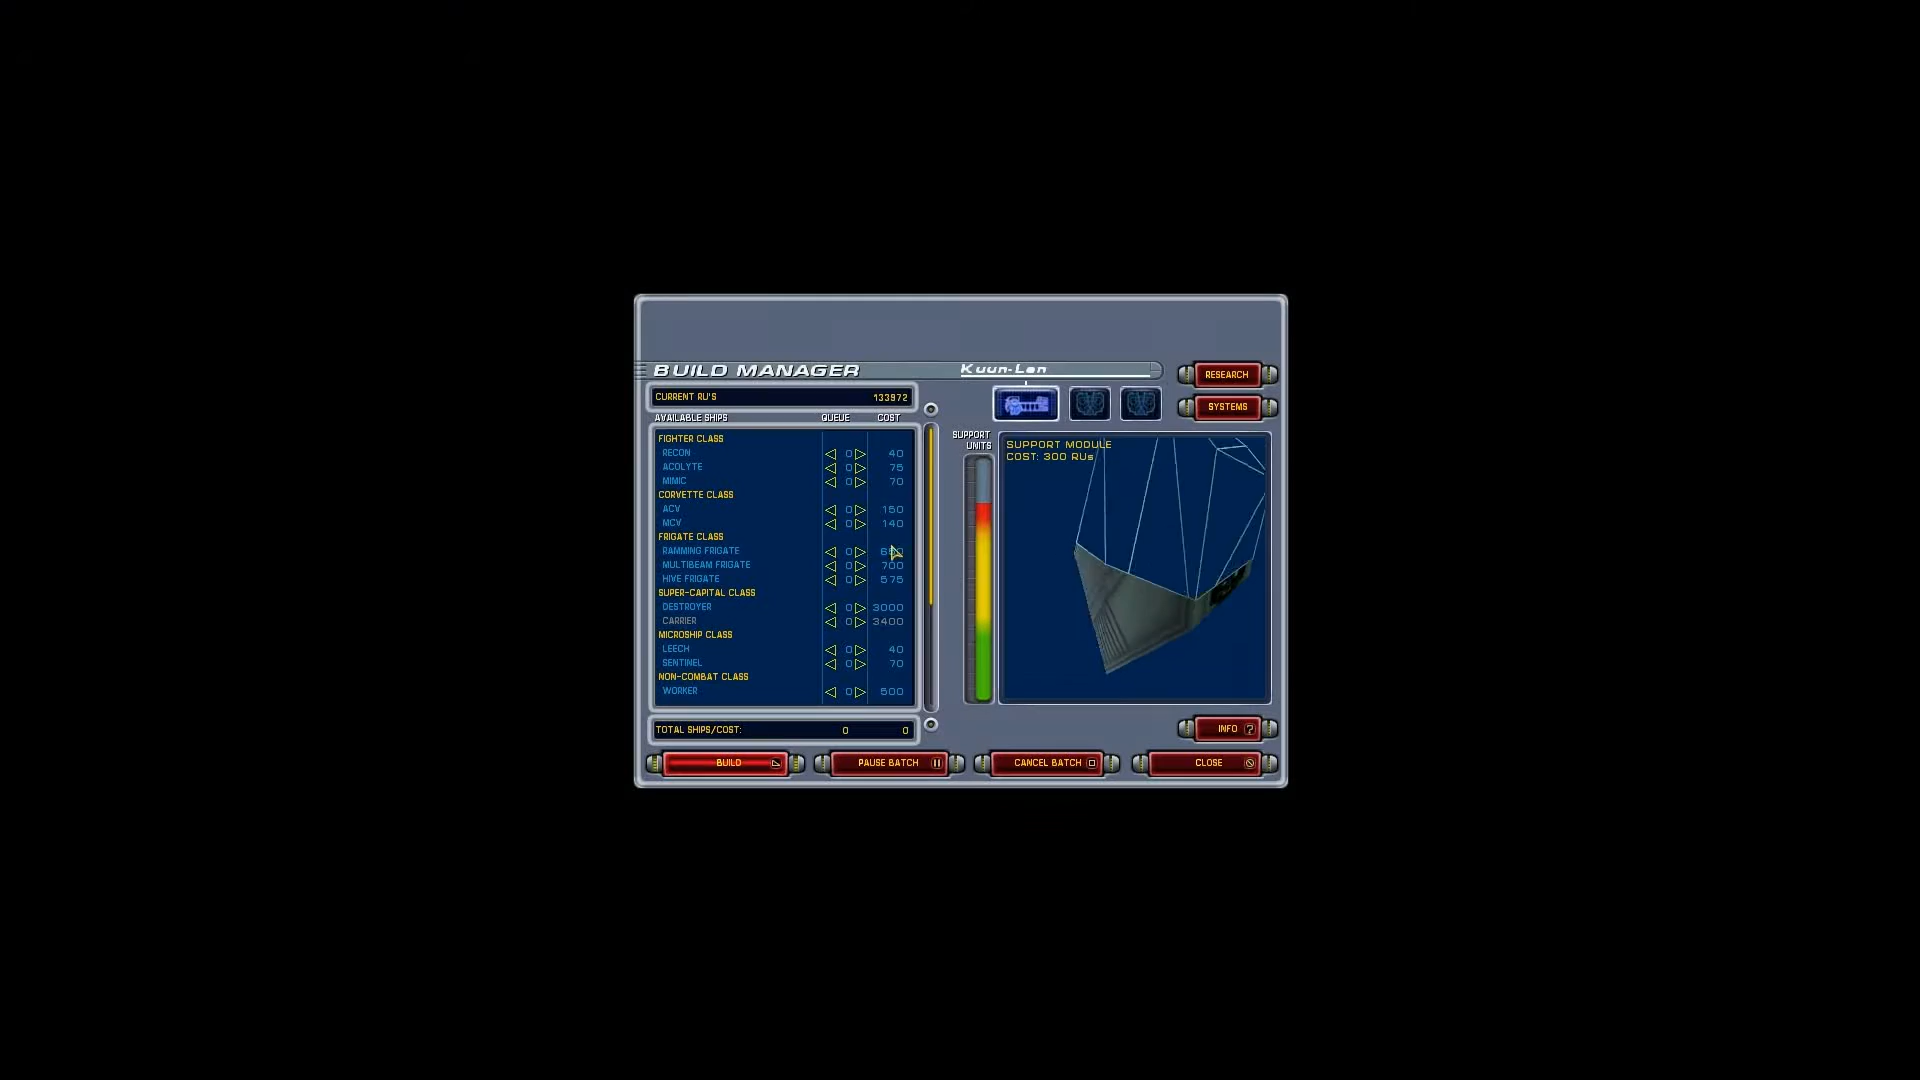 BUILD MANAGER
Kuun-Lan
RESEARCH
CURRENT RU'S 133972
SYSTEMS
AVAILABLE SHIPS QUEUE COST
SUPPORT UNITS
FIGHTER CLASS
RECON 0 40
ACOLYTE 0 75
MIMIC 0 70
CORVETTE CLASS
ACV 0 150
MCV 0 140
FRIGATE CLASS
RAMMING FRIGATE 0
MULTIBEAM FRIGATE 0 700
HIVE FRIGATE 0 575
SUPER-CAPITAL CLASS
DESTROYER 0 3000
CARRIER 0 3400
MICROSHIP CLASS
LEECH 0 40
SENTINEL 0 70
NON-COMBAT CLASS
WORKER 0 500
SUPPORT MODULE
COST: 300 RUs
TOTAL SHIPS/COST: 0 0
INFO ?
BUILD
PAUSE BATCH
CANCEL BATCH
CLOSE